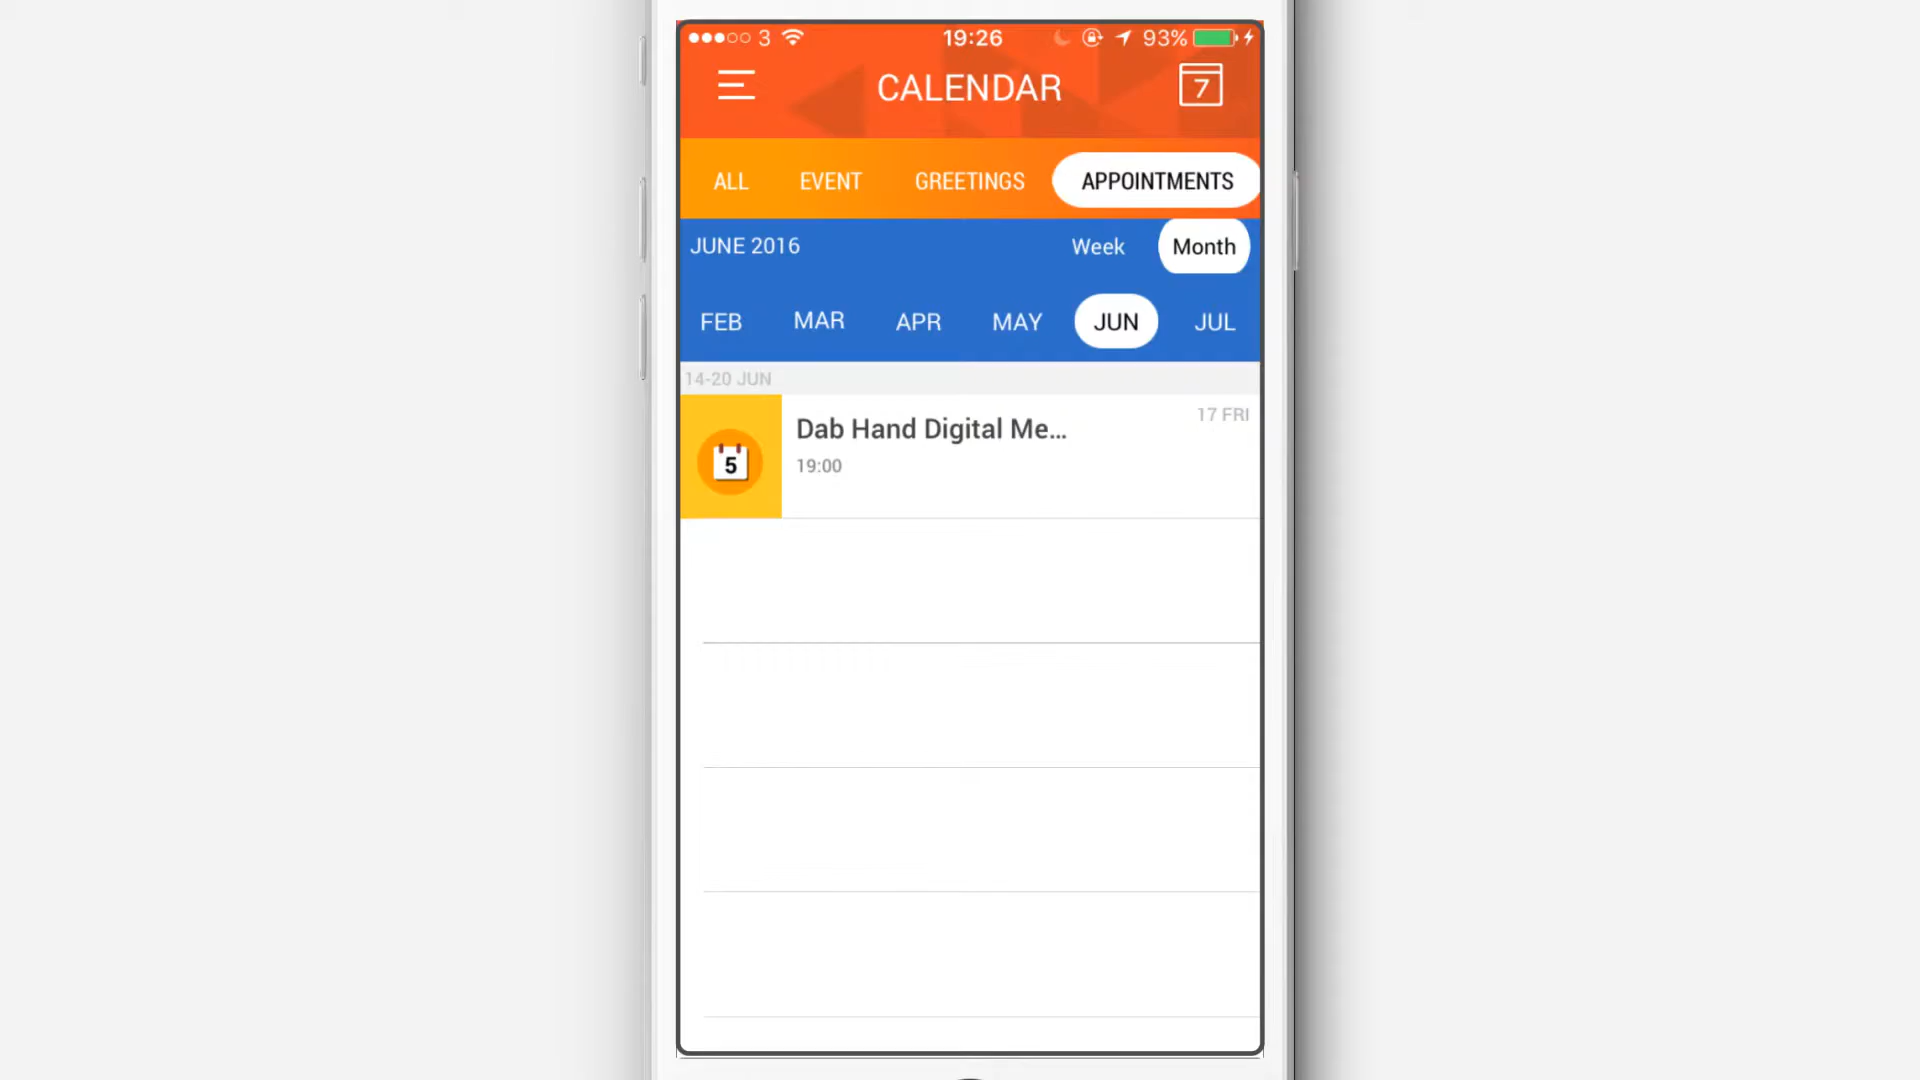 3 19:26 93%
CALENDAR 7
ALL EVENT GREETINGS APPOINTMENTS
JUNE 2016 Week Month
FEB MAR APR MAY JUN JUL
14-20 JUN
Dab Hand Digital Me... 17 FRI
5
19:00